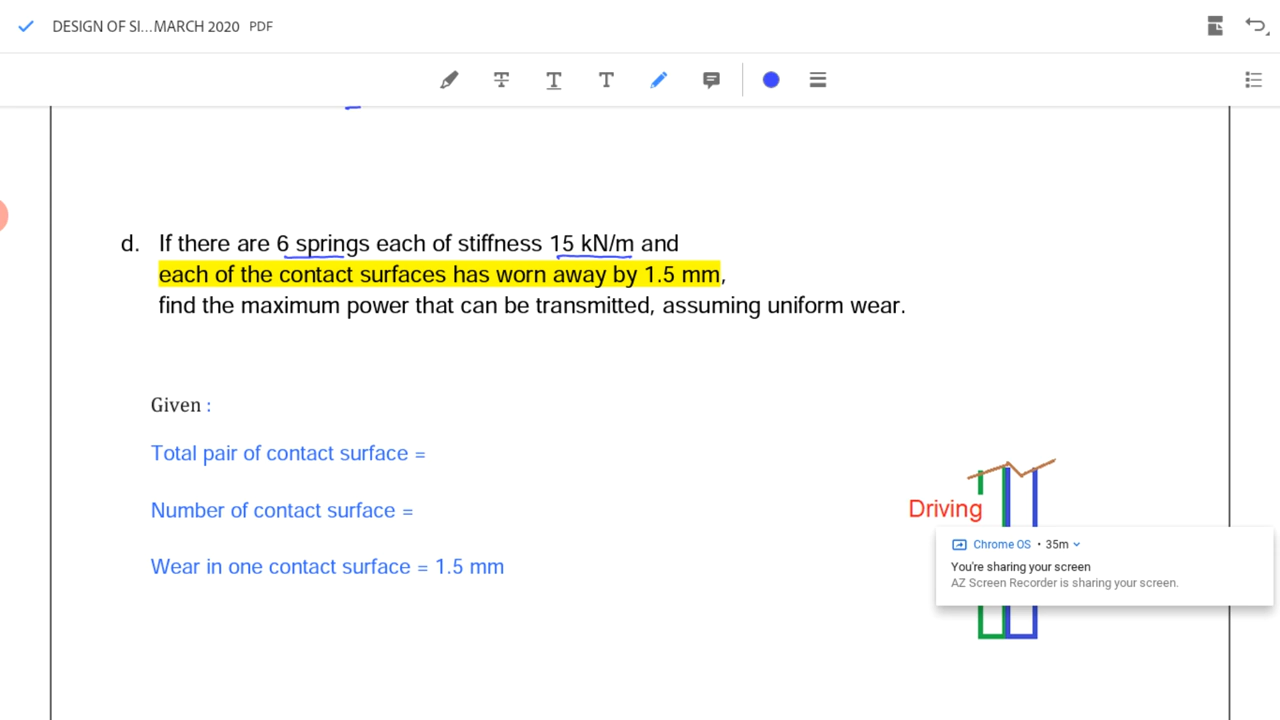 DESIGN OF SI...MARCH 2020 PDF
d. If there are 6 springs each of stiffness 15 kN/m and
each of the contact surfaces has worn away by 1.5 mm,
find the maximum power that can be transmitted, assuming uniform wear.
Given :
Total pair of contact surface =
Number of contact surface =
Wear in one contact surface = 1.5 mm
Driving
Chrome OS • 35m
You're sharing your screen
AZ Screen Recorder is sharing your screen.